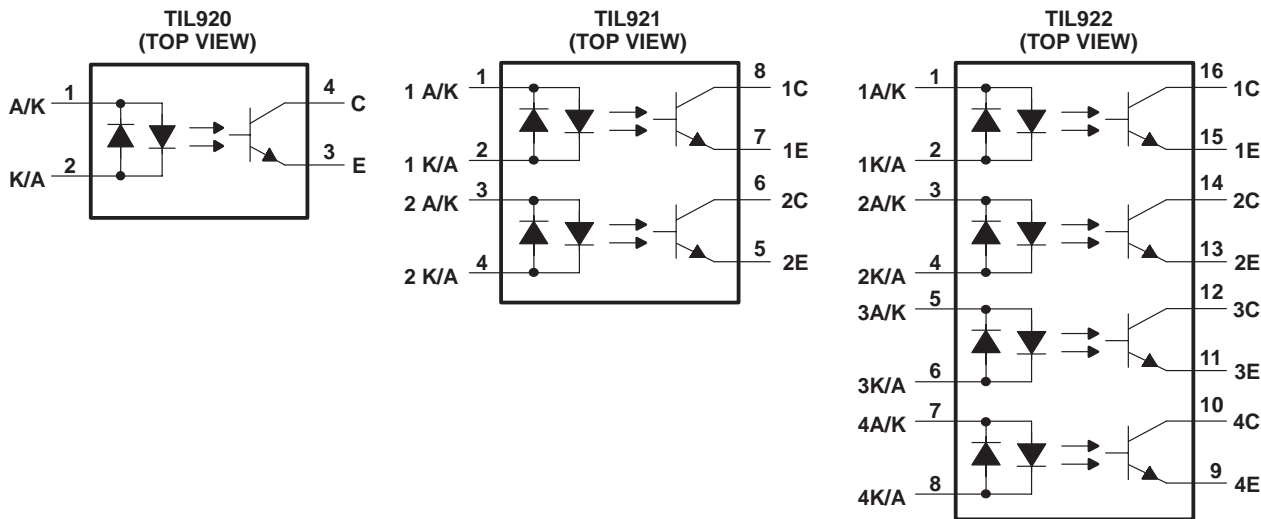 TIL920
(TOP VIEW)
A/K 1
K/A 2
4 C
3 E
TIL921
(TOP VIEW)
1 A/K 1
1 K/A 2
2 A/K 3
2 K/A 4
8 1C
7 1E
6 2C
5 2E
TIL922
(TOP VIEW)
1A/K 1
1K/A 2
2A/K 3
2K/A 4
3A/K 5
3K/A 6
4A/K 7
4K/A 8
16 1C
15 1E
14 2C
13 2E
12 3C
11 3E
10 4C
9 4E